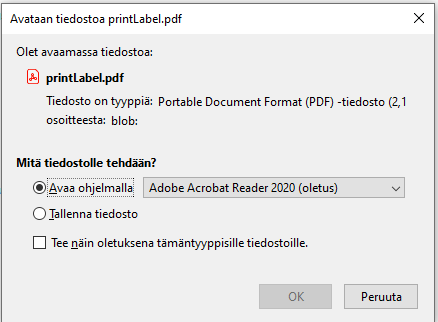 Avataan tiedostoa printLabel.pdf
Olet avaamassa tiedostoa:
printLabel.pdf
Tiedosto on tyyppiä: Portable Document Format (PDF) -tiedosto (2,1
osoitteesta: blob:
Mitä tiedostolle tehdään?
Avaa ohjelmalla Adobe Acrobat Reader 2020 (oletus)
Tallenna tiedosto
Tee näin oletuksena tämäntyyppisille tiedostoille.
OK Peruuta